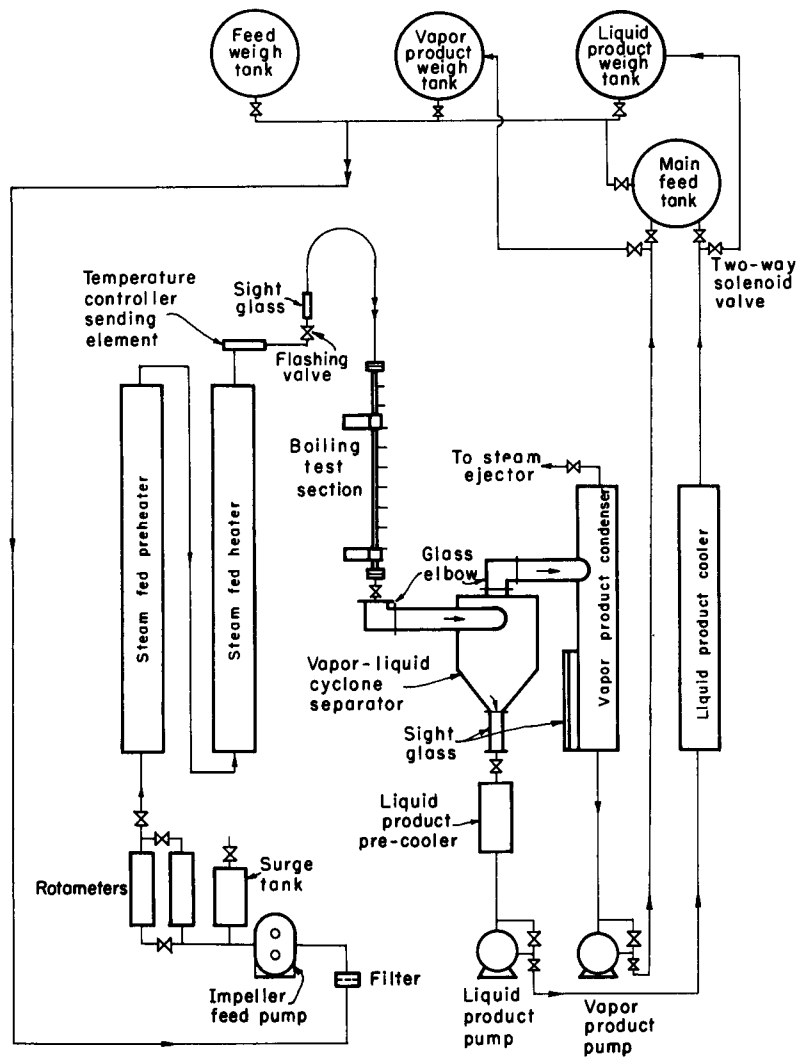 Feed
weigh
tank
Vapor
product
weigh
tank
Liquid
product
weigh
tank
Main
feed
tank
Two-way
solenoid
valve
Temperature
controller
sending
element
Sight
glass
Flashing
valve
Boiling
test
section
To steam
ejector
Steam fed preheater
Steam fed heater
Glass
elbow
Vapor product condenser
Liquid product cooler
Vapor-liquid
cyclone
separator
Sight
glass
Liquid
product
pre-cooler
Rotameters
Surge
tank
Impeller
feed pump
Filter
Liquid
product
pump
Vapor
product
pump